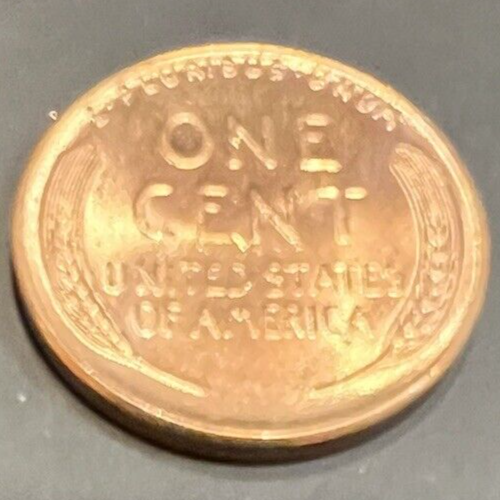 E·PLURIBUS·UNUM
ONE
CENT
UNITED STATES
OF AMERICA